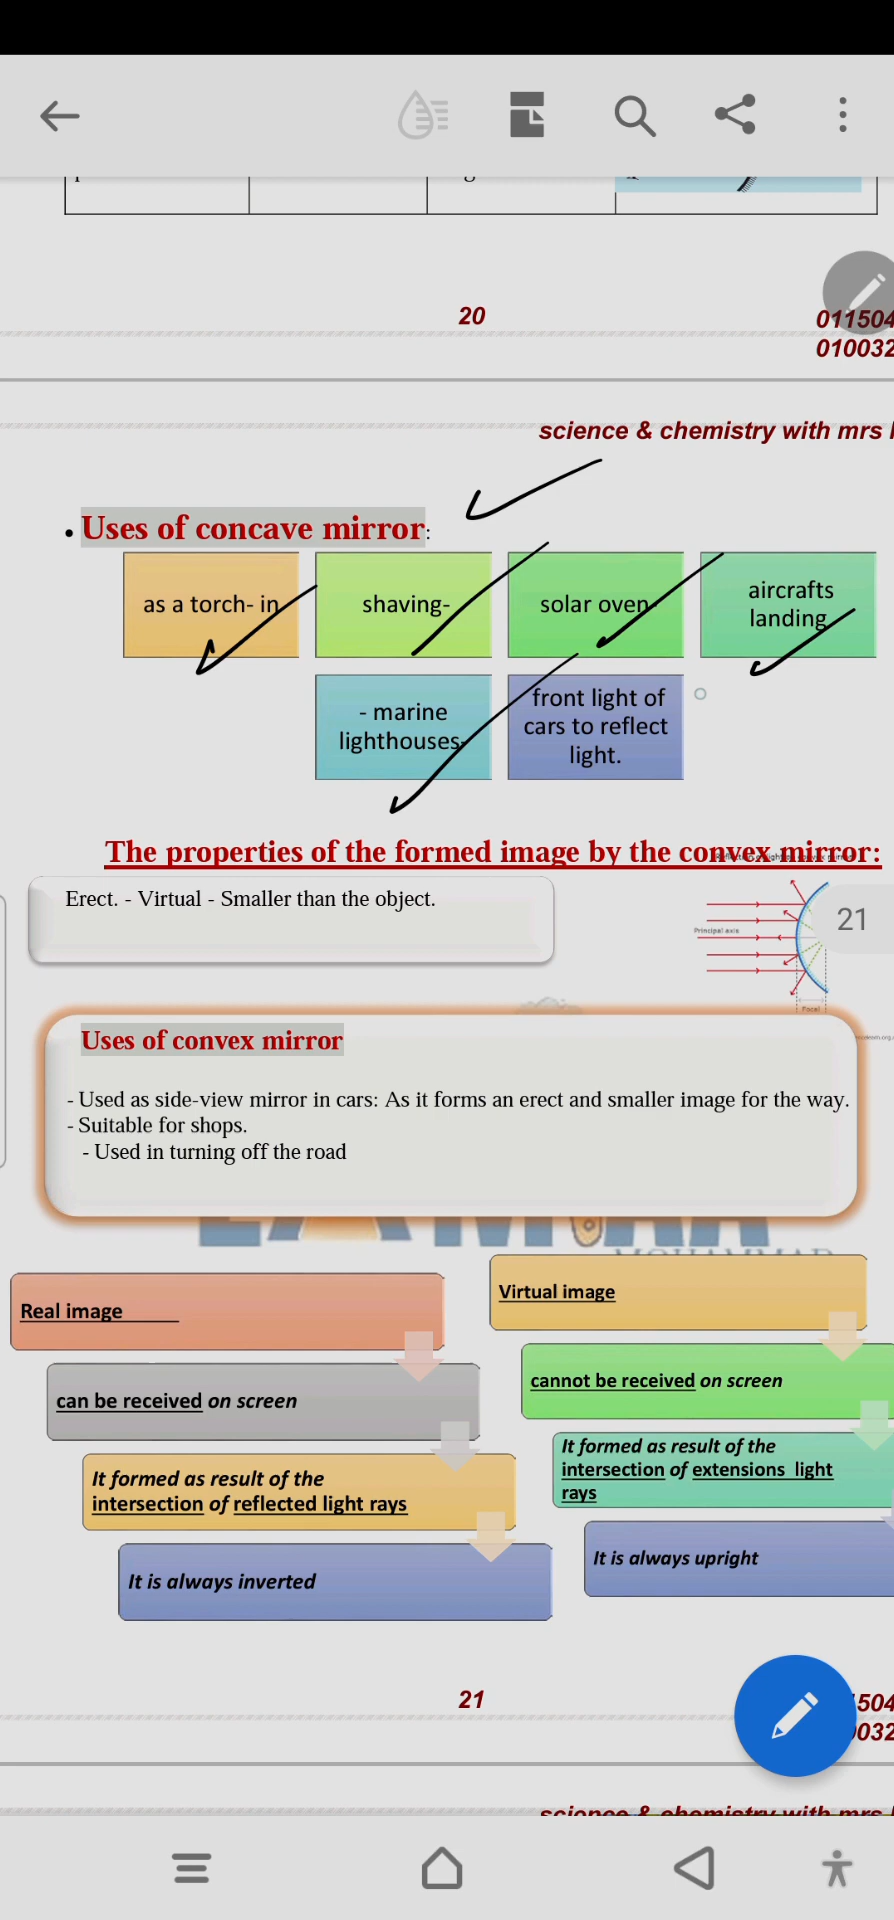 20
011504
010032
science & chemistry with mrs
• Uses of concave mirror:
as a torch- in
shaving-
solar oven-
aircrafts
landing
- marine
lighthouses-
front light of
cars to reflect
light.
The properties of the formed image by the convex mirror:
Erect. - Virtual - Smaller than the object.
Principal axis
Focal
21
Uses of convex mirror
- Used as side-view mirror in cars: As it forms an erect and smaller image for the way.
- Suitable for shops.
- Used in turning off the road
Real image
can be received on screen
It formed as result of the
intersection of reflected light rays
It is always inverted
Virtual image
cannot be received on screen
It formed as result of the
intersection of extensions light
rays
It is always upright
21
504
032
science & chemistry with mrs